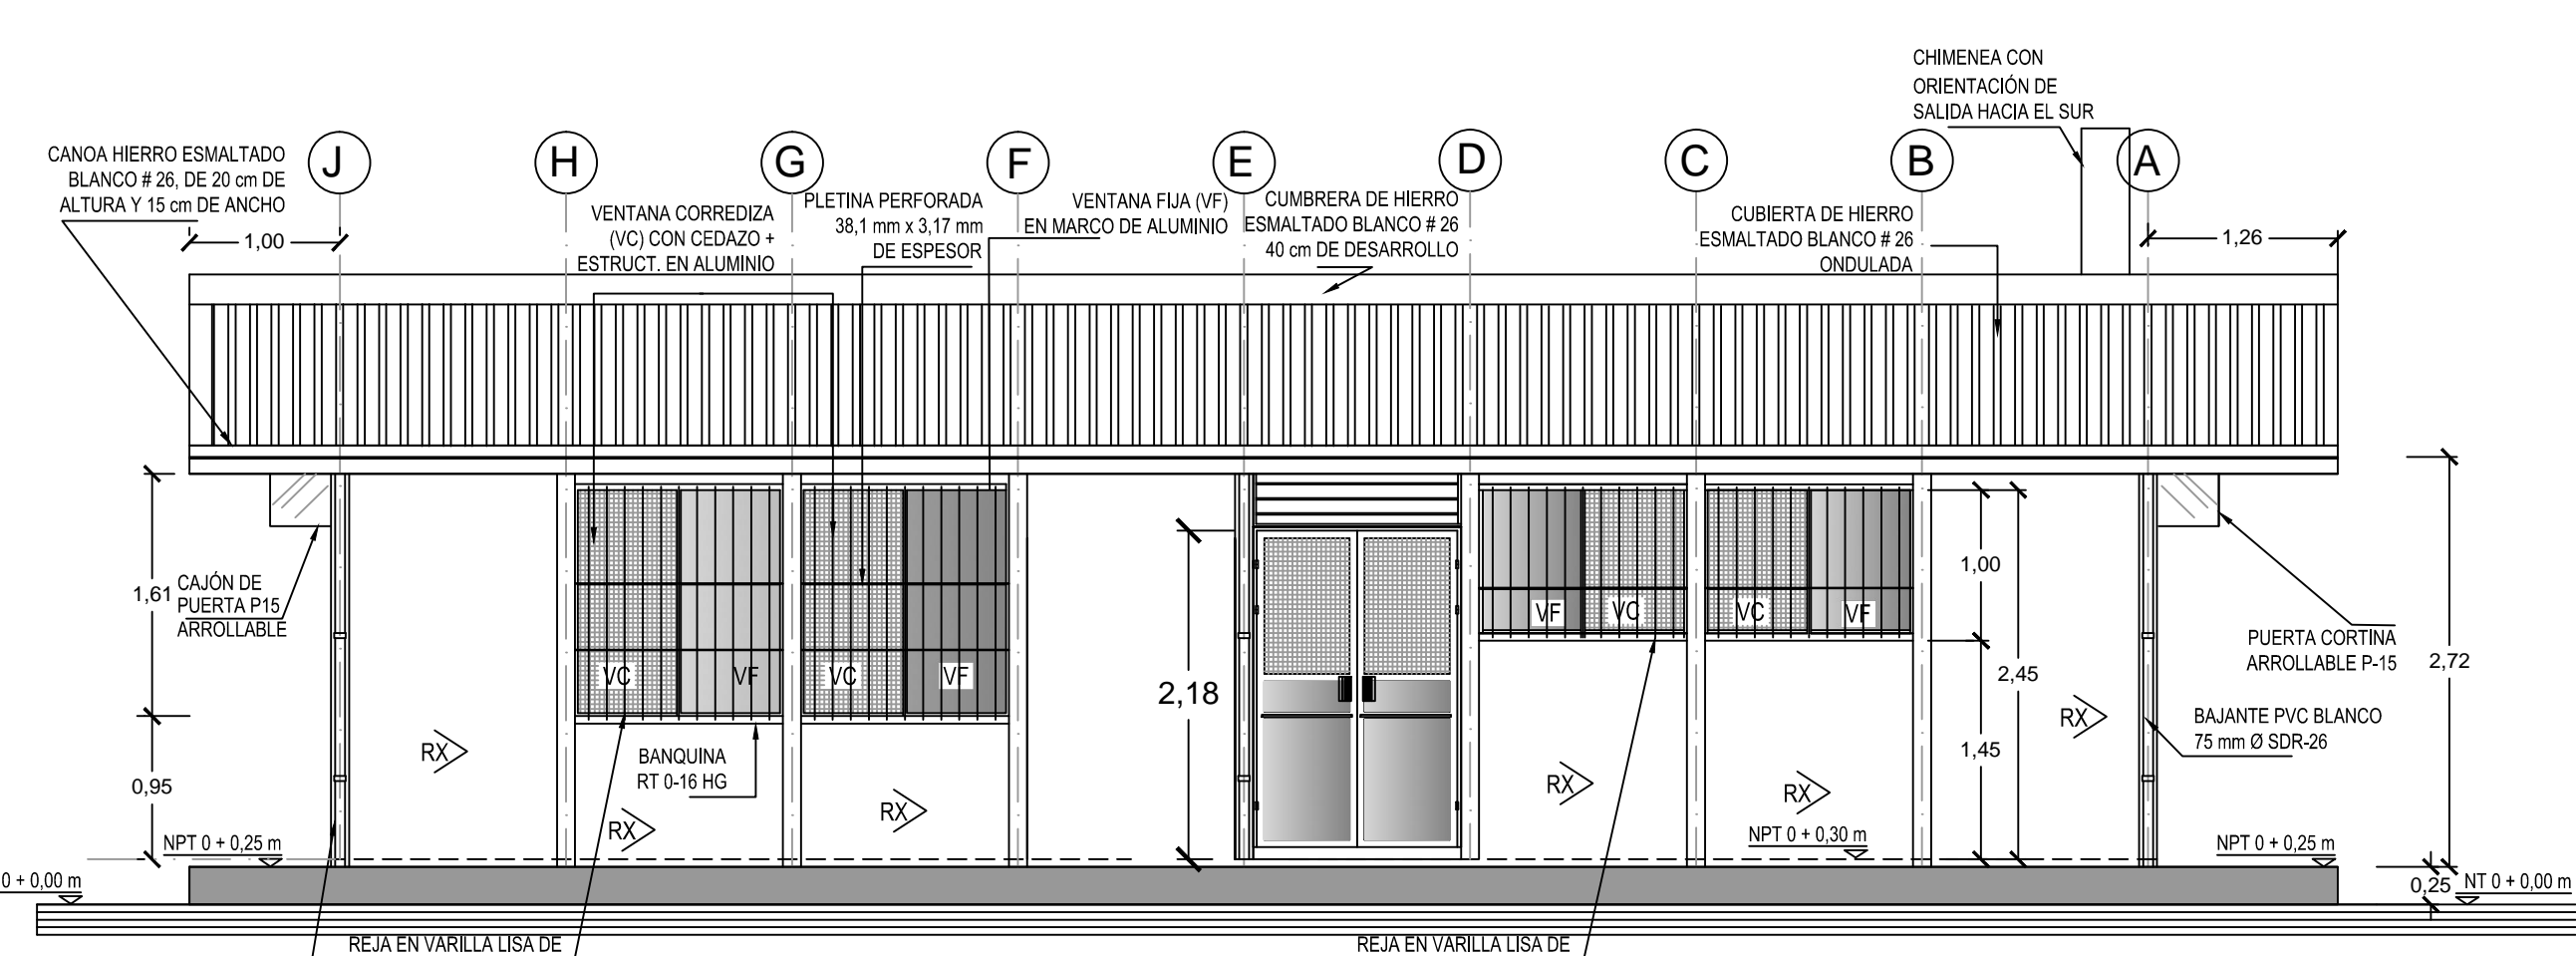 CHIMENEA CON
ORIENTACIÓN DE
SALIDA HACIA EL SUR
CANOA HIERRO ESMALTADO
BLANCO # 26, DE 20 cm DE
ALTURA Y 15 cm DE ANCHO
J
H
G
F
E
D
C
B
A
VENTANA CORREDIZA
(VC) CON CEDAZO +
ESTRUCT. EN ALUMINIO
PLETINA PERFORADA
38,1 mm x 3,17 mm
DE ESPESOR
VENTANA FIJA (VF)
EN MARCO DE ALUMINIO
CUMBRERA DE HIERRO
ESMALTADO BLANCO # 26
40 cm DE DESARROLLO
CUBIERTA DE HIERRO
ESMALTADO BLANCO # 26
ONDULADA
1,00
1,26
1,61
CAJÓN DE
PUERTA P15
ARROLLABLE
0,95
VC
VF
VC
VF
2,18
VF
VC
VC
VF
1,00
2,45
1,45
PUERTA CORTINA
ARROLLABLE P-15
2,72
BAJANTE PVC BLANCO
75 mm Ø SDR-26
RX
BANQUINA
RT 0-16 HG
RX
RX
RX
RX
RX
NPT 0 + 0,25 m
NPT 0 + 0,30 m
NPT 0 + 0,25 m
0 + 0,00 m
0,25
NT 0 + 0,00 m
REJA EN VARILLA LISA DE
REJA EN VARILLA LISA DE